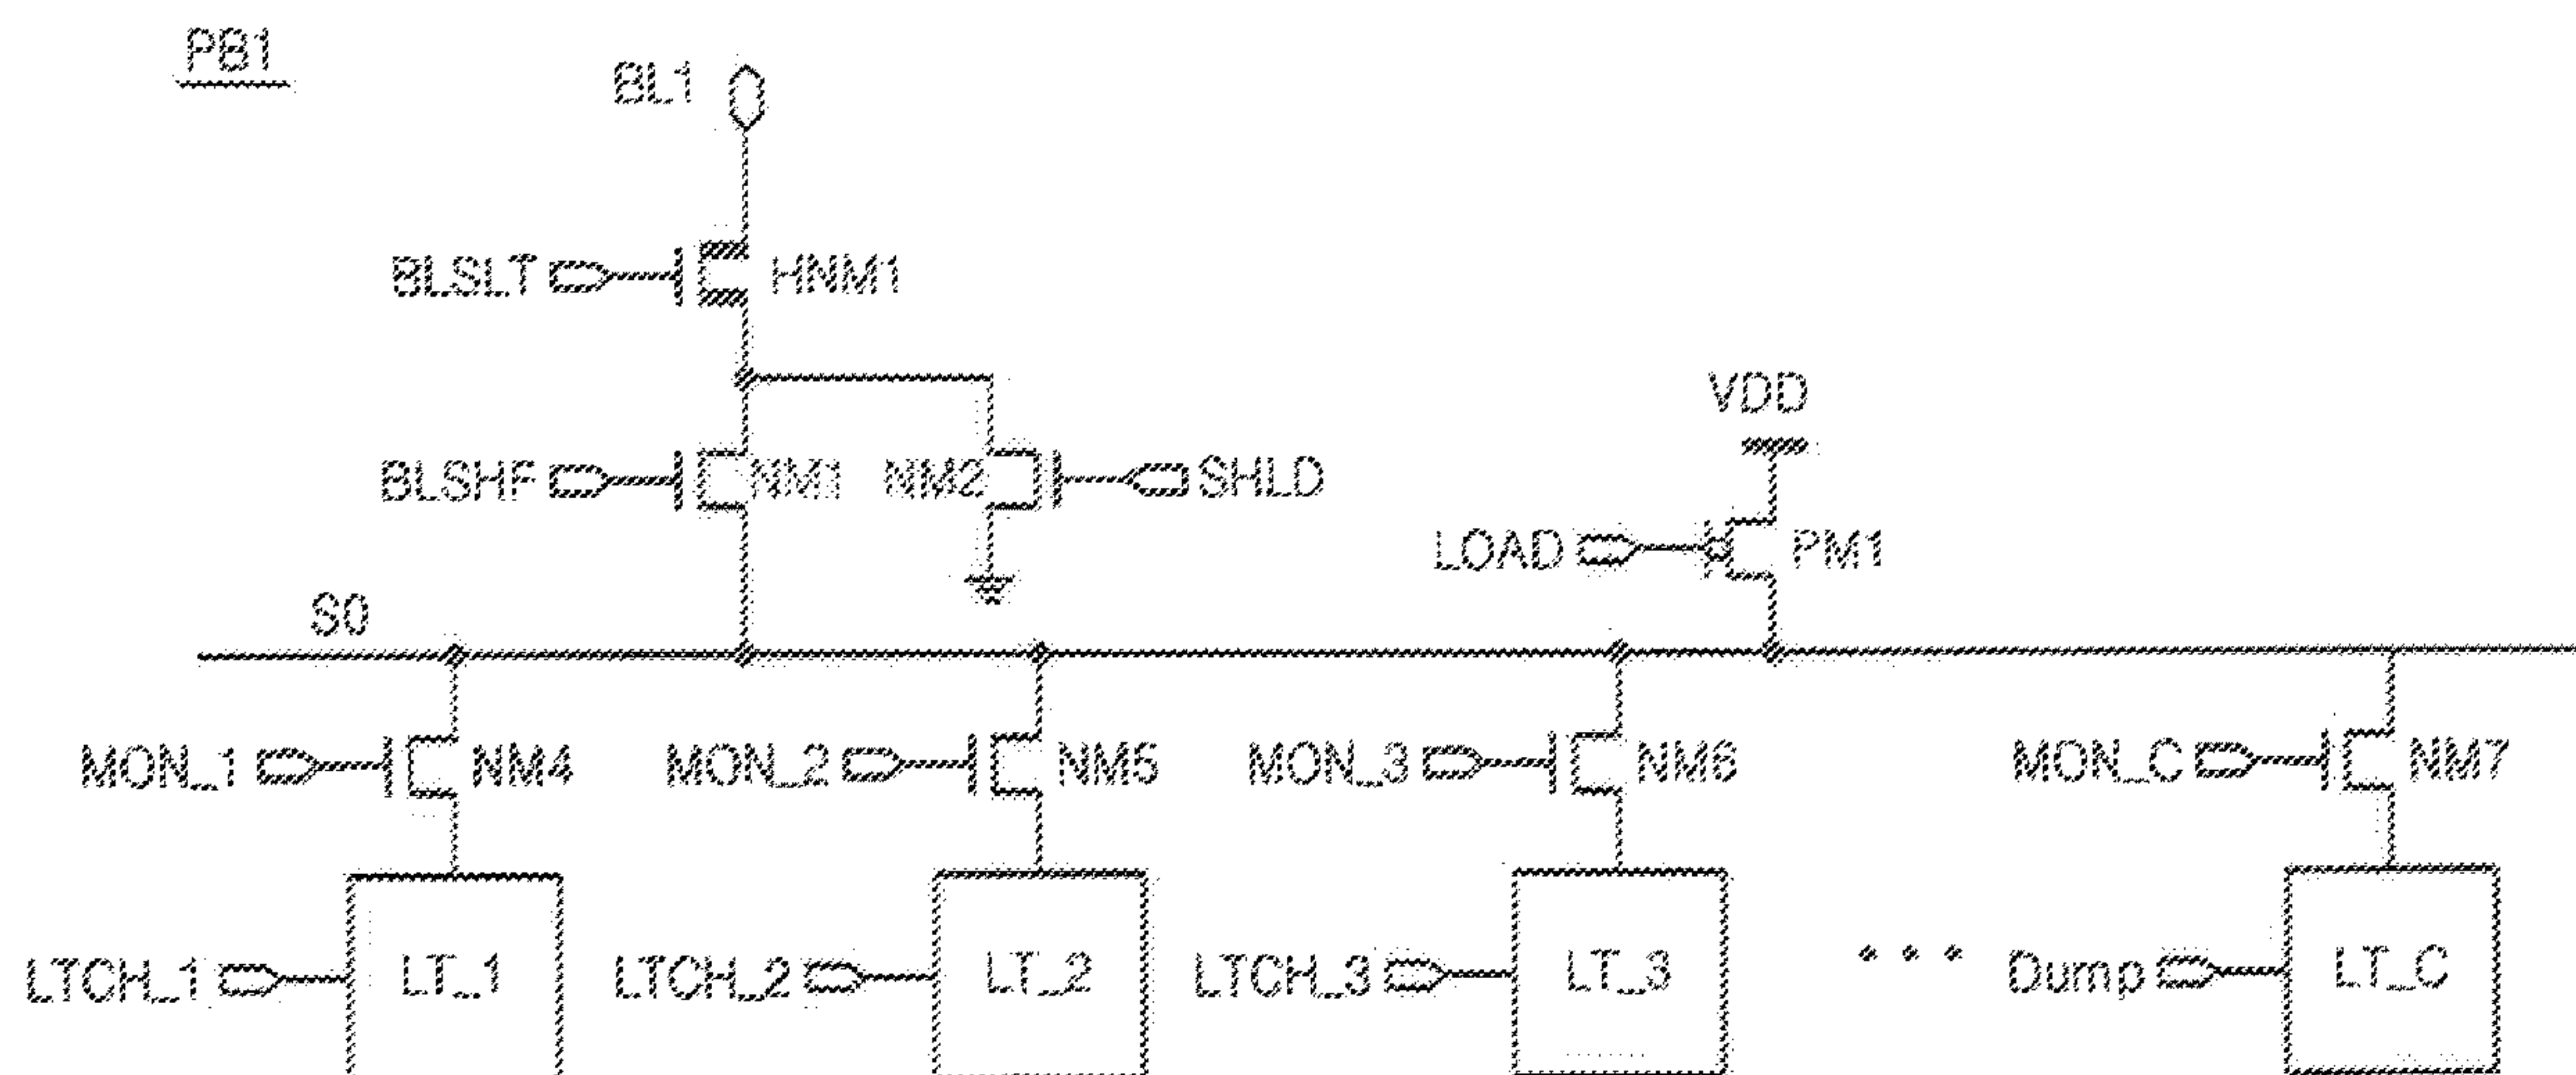 PB1
BL1
BLSLT
HNM1
VDD
BLSHF
NM1
NM2
SHLD
LOAD
PM1
S0
MON_1
NM4
MON_2
NM5
MON_3
NM6
MON_C
NM7
LTCH_1
LT_1
LTCH_2
LT_2
LTCH_3
LT_3
• • •
Dump
LT_C